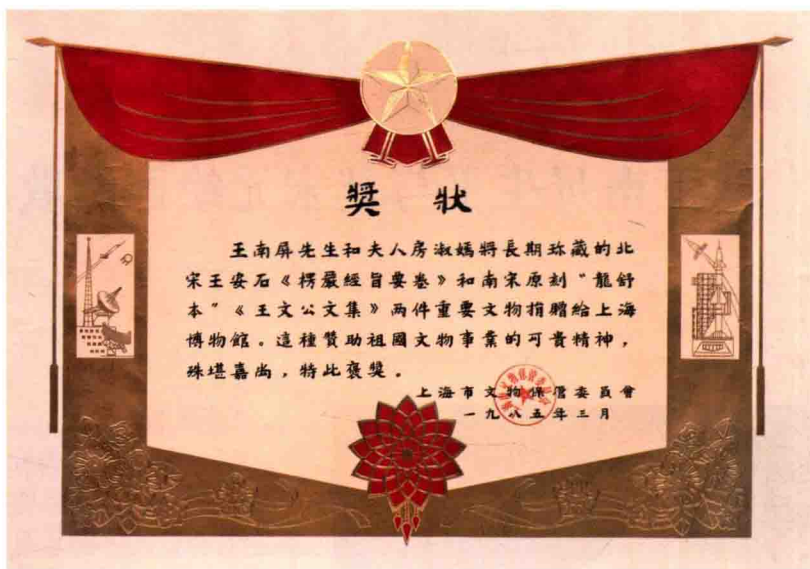 獎狀
王南屏先生和夫人房淑嫣將長期珎藏的北
宋王安石《楞嚴經旨要卷》和南宋原刻“龍舒
本”《王文公文集》两件重要文物捐贈給上海
博物館。這種贊助祖國文物事業的可貴精神，
殊堪嘉尚，特此褒獎。
上海市文物保管委員會
一九八五年三月